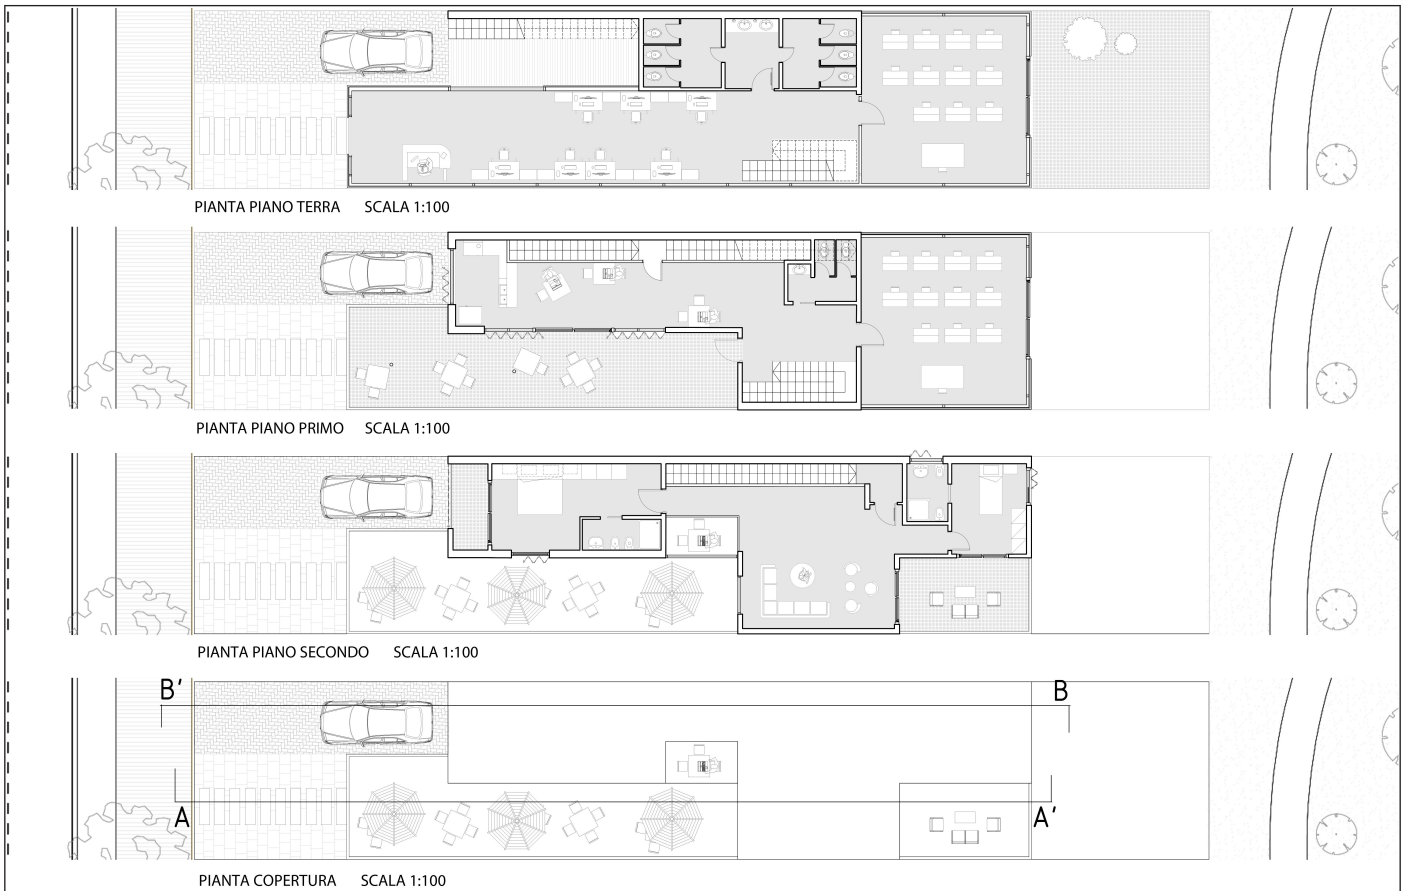 PIANTA PIANO TERRA SCALA 1:100
PIANTA PIANO PRIMO SCALA 1:100
PIANTA PIANO SECONDO SCALA 1:100
B' B
A A'
PIANTA COPERTURA SCALA 1:100